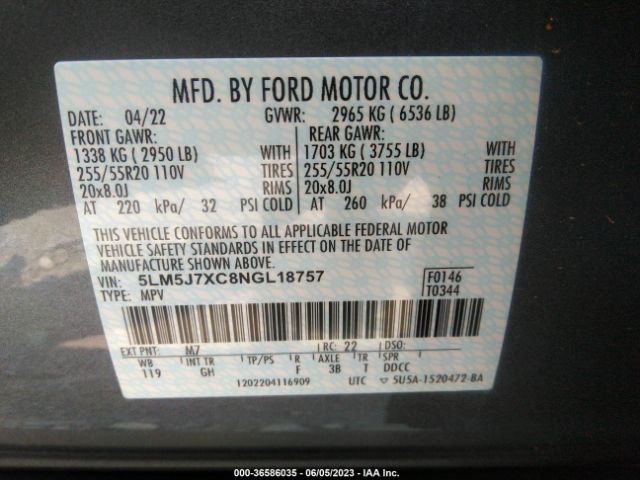 MFD. BY FORD MOTOR CO.
DATE: 04/22 GVWR: 2965 KG ( 6536 LB)
FRONT GAWR: REAR GAWR:
1338 KG ( 2950 LB) WITH 1703 KG ( 3755 LB) WITH
255/55R20 110V TIRES 255/55R20 110V TIRES
20x8.0J RIMS 20x8.0J RIMS
AT 220 kPa/ 32 PSI COLD AT 260 kPa/ 38 PSI COLD
THIS VEHICLE CONFORMS TO ALL APPLICABLE FEDERAL MOTOR
VEHICLE SAFETY STANDARDS IN EFFECT ON THE DATE OF
MANUFACTURE SHOWN ABOVE.
VIN: 5LM5J7XC8NGL18757 F0146
TYPE: MPV T0344
EXT PNT: M7 RC: 22 DSO:
WB INT TR TP/PS R AXLE TR SPR
119 GH F 3B T DDCC
1202204116909 UTC ▽ 5U5A-1520472-BA
000-36586035 - 06/05/2023 - IAA Inc.